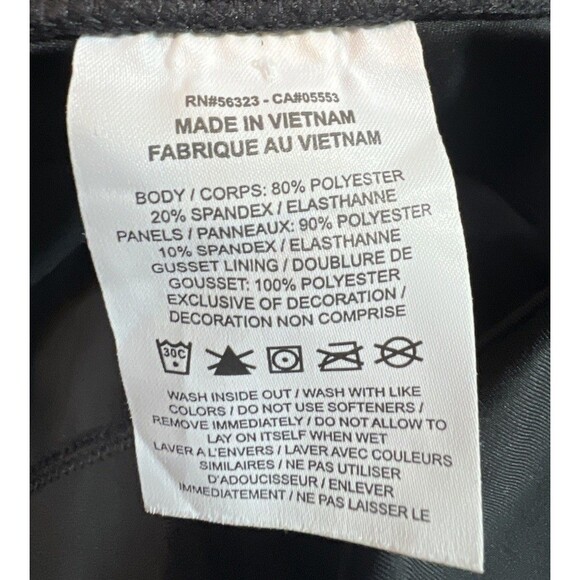 RN#56323 - CA#05553
MADE IN VIETNAM
FABRIQUE AU VIETNAM
BODY / CORPS: 80% POLYESTER
20% SPANDEX / ELASTHANNE
PANELS / PANNEAUX: 90% POLYESTER
10% SPANDEX / ELASTHANNE
GUSSET LINING / DOUBLURE DE
GOUSSET: 100% POLYESTER
EXCLUSIVE OF DECORATION /
DECORATION NON COMPRISE
30C
WASH INSIDE OUT / WASH WITH LIKE
COLORS / DO NOT USE SOFTENERS /
REMOVE IMMEDIATELY / DO NOT ALLOW TO
LAY ON ITSELF WHEN WET
LAVER A L'ENVERS / LAVER AVEC COULEURS
SIMILAIRES / NE PAS UTILISER
D'ADOUCISSEUR / ENLEVER
IMMEDIATEMENT / NE PAS LAISSER LE